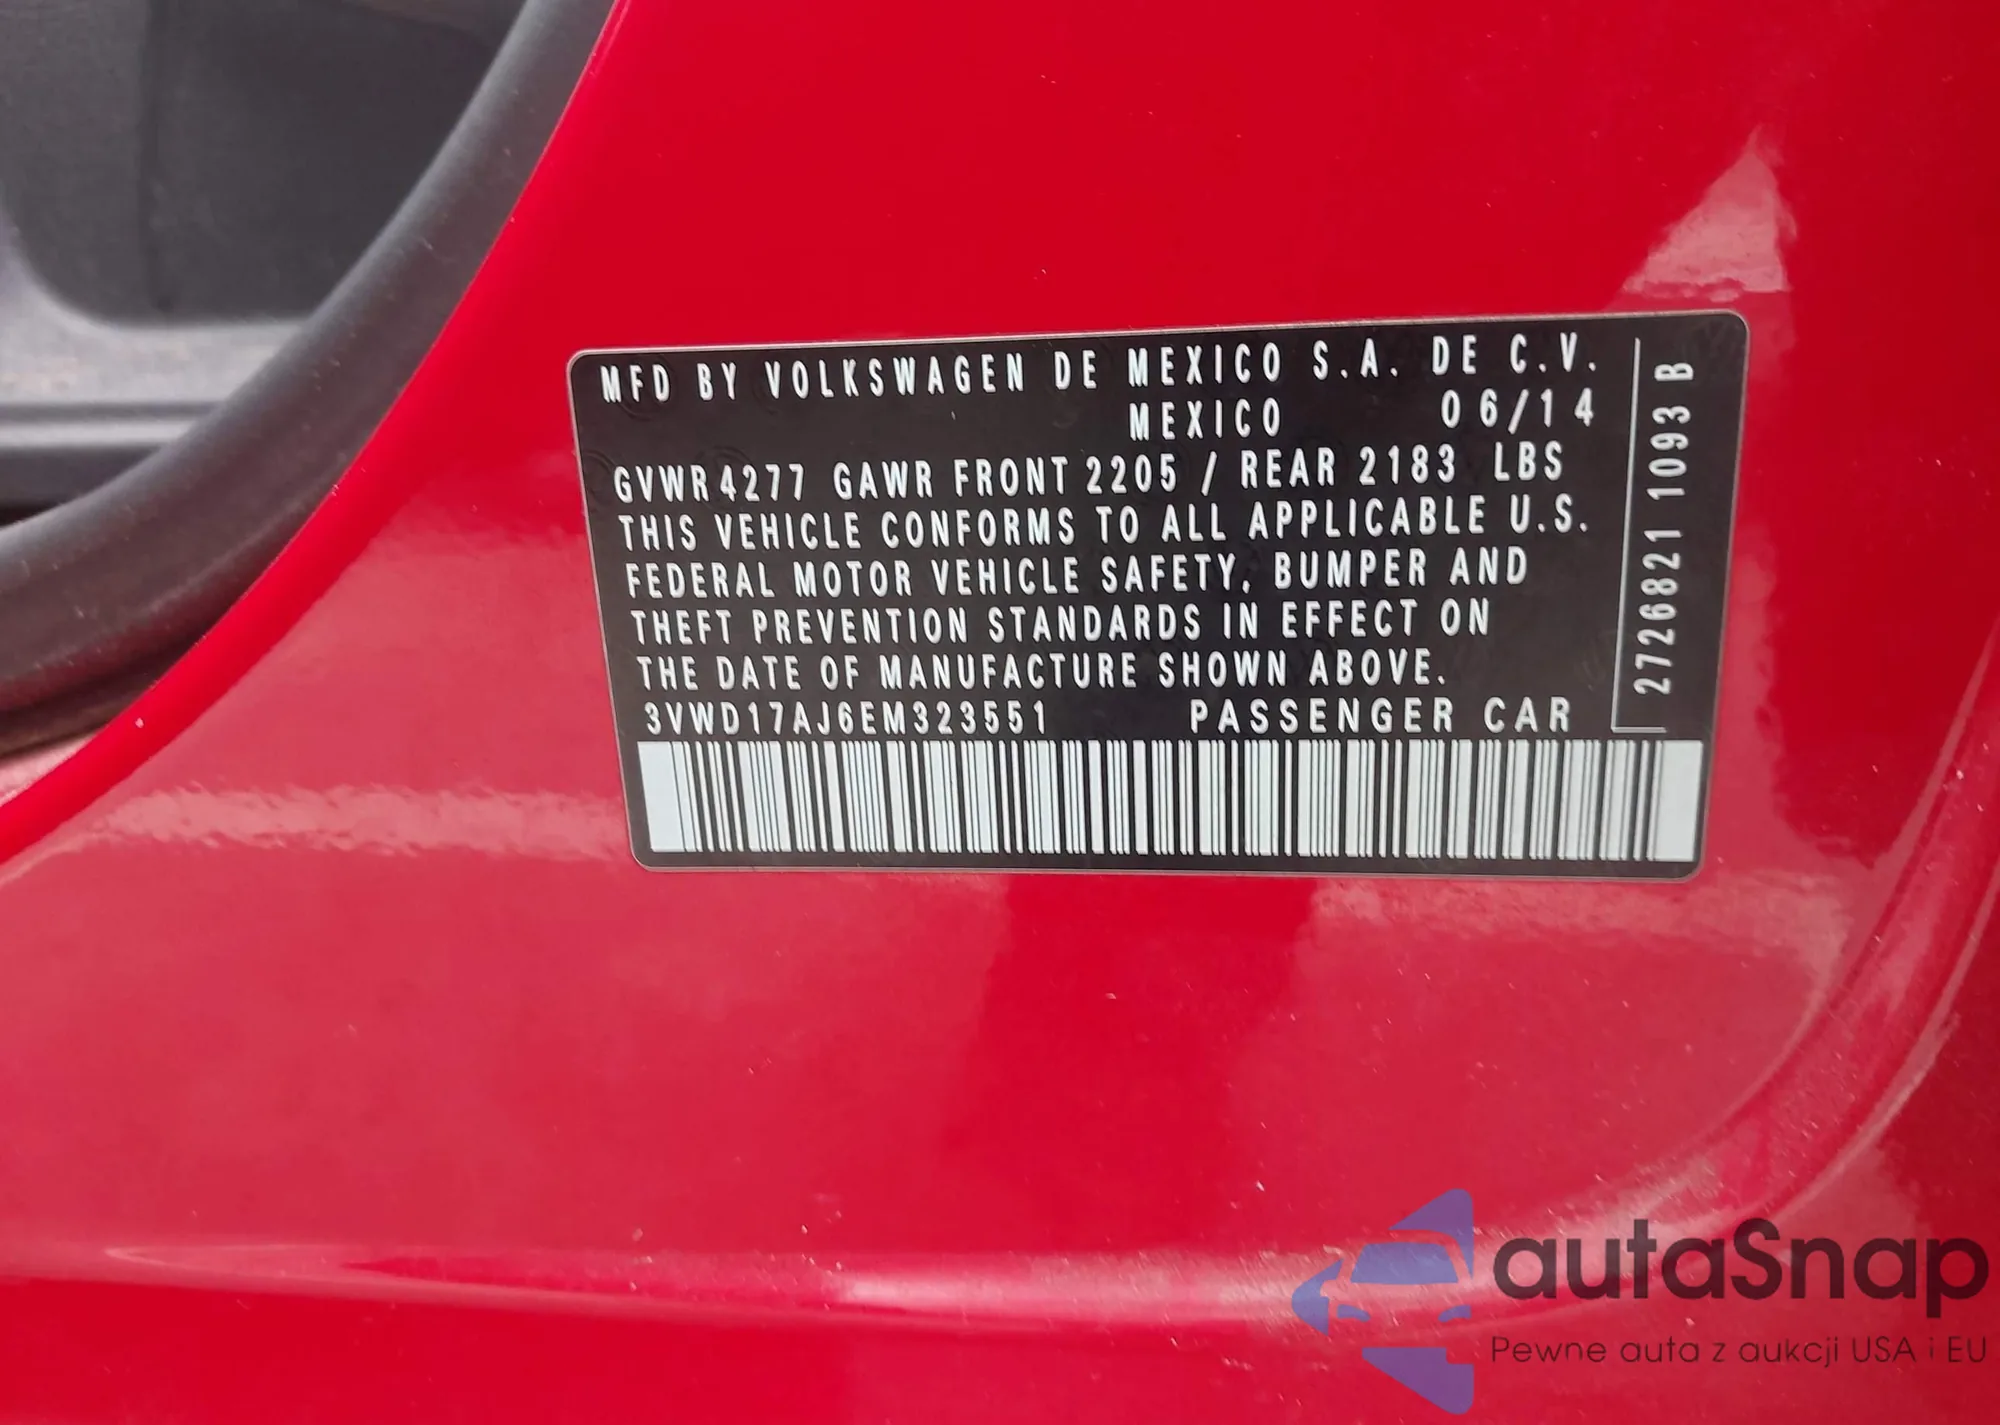 MFD BY VOLKSWAGEN DE MEXICO S.A. DE C.V.
MEXICO 06/14
GVWR 4277 GAWR FRONT 2205 / REAR 2183 LBS
THIS VEHICLE CONFORMS TO ALL APPLICABLE U.S.
FEDERAL MOTOR VEHICLE SAFETY, BUMPER AND
THEFT PREVENTION STANDARDS IN EFFECT ON
THE DATE OF MANUFACTURE SHOWN ABOVE.
3VWD17AJ6EM323551 PASSENGER CAR
2726821 1093 B
autaSnap
Pewne auta z aukcji USA i EU